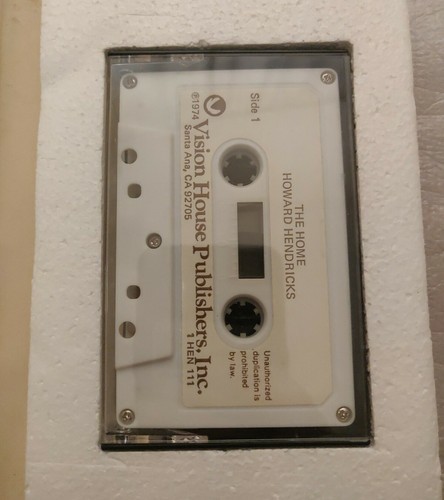 THE HOME
HOWARD HENDRICKS
Side 1
Unauthorized
duplication is
prohibited
by law.
Vision House Publishers, Inc.
℗1974
Santa Ana, CA 92705
1 HEN 111